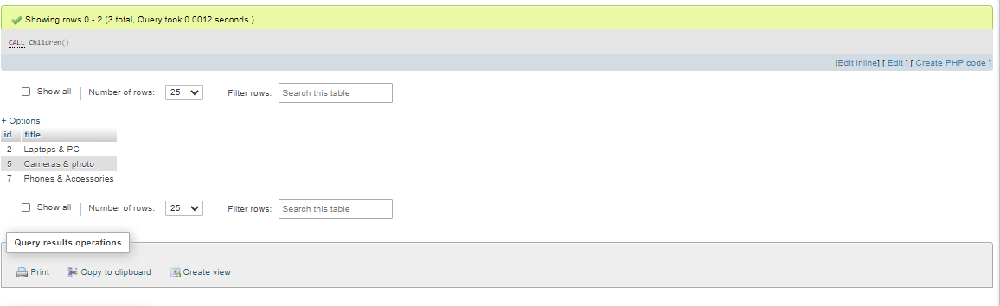 Showing rows 0 - 2 (3 total, Query took 0.0012 seconds.)
CALL Children()
[Edit inline] [ Edit ] [ Create PHP code ]
Show all | Number of rows: 25 Filter rows: Search this table
+ Options
id title
2 Laptops & PC
5 Cameras & photo
7 Phones & Accessories
Show all | Number of rows: 25 Filter rows: Search this table
Query results operations
Print Copy to clipboard Create view